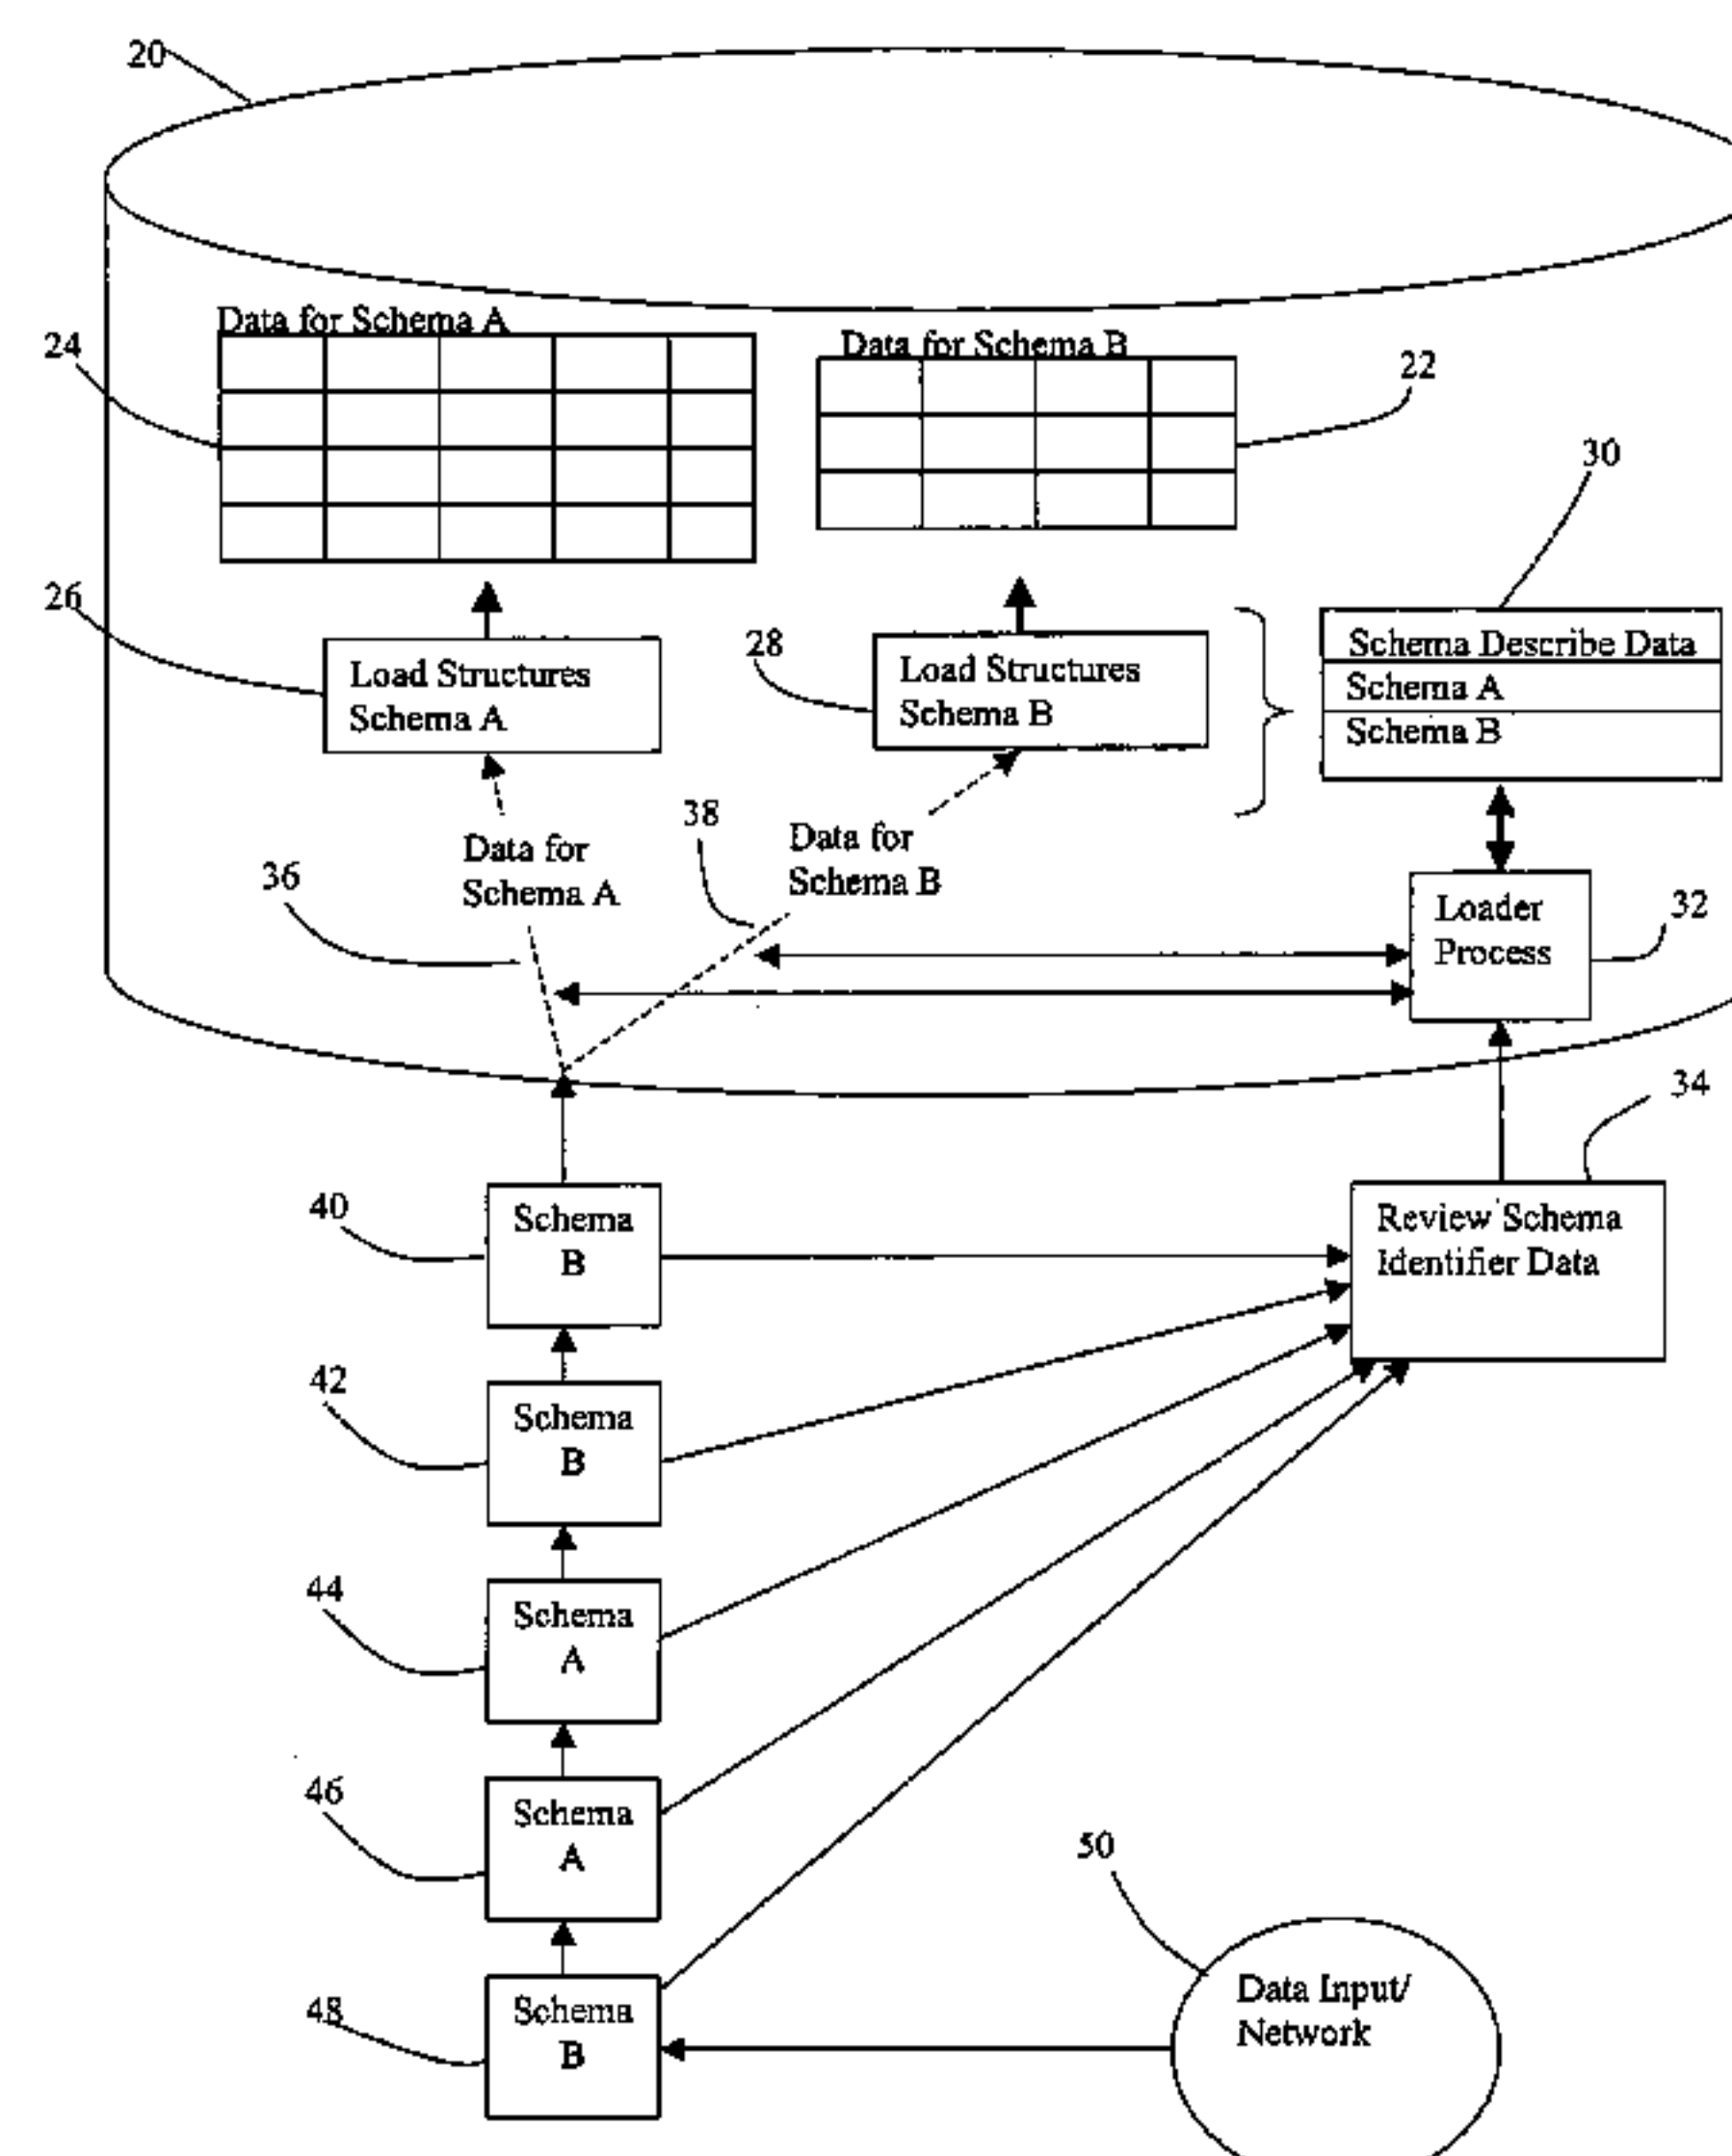 20
Data for Schema A
24
Data for Schema B
22
30
26
Load Structures
Schema A
28
Load Structures
Schema B
Schema Describe Data
Schema A
Schema B
38
Data for
Schema B
Data for
Schema A
36
Loader
Process
32
34
40
Schema
B
Review Schema
Identifier Data
42
Schema
B
44
Schema
A
46
Schema
A
50
48
Schema
B
Data Input/
Network